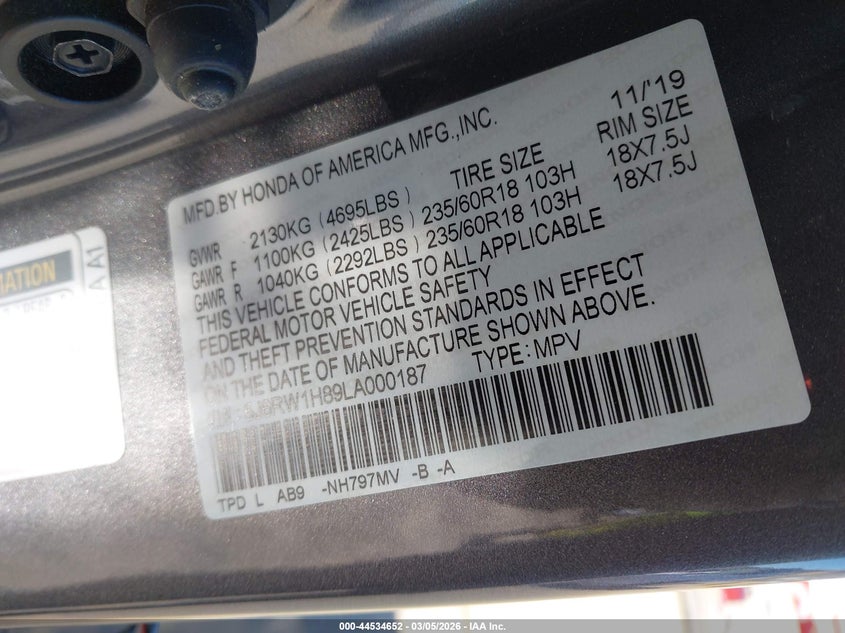 MFD.BY HONDA OF AMERICA MFG.,INC. 11/'19
TIRE SIZE RIM SIZE
GVWR 2130KG (4695LBS)
GAWR F 1100KG (2425LBS) 235/60R18 103H 18X7.5J
GAWR R 1040KG (2292LBS) 235/60R18 103H 18X7.5J
THIS VEHICLE CONFORMS TO ALL APPLICABLE
FEDERAL MOTOR VEHICLE SAFETY
AND THEFT PREVENTION STANDARDS IN EFFECT
ON THE DATE OF MANUFACTURE SHOWN ABOVE.
RW1H89LA000187 TYPE:MPV
TPD L AB9 -NH797MV -B -A
MATION
A A1
000-44534652 | 03/05/2026 - IAA Inc.